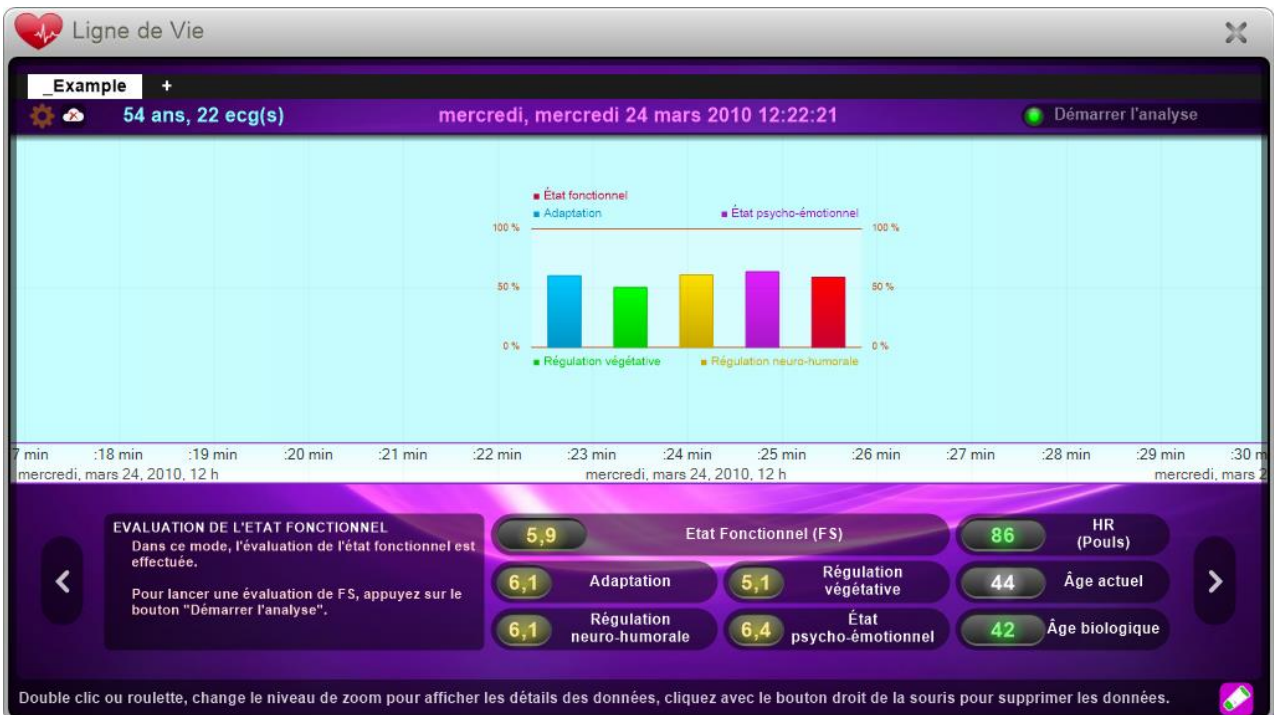 Ligne de Vie
_Example +
54 ans, 22 ecg(s) mercredi, mercredi 24 mars 2010 12:22:21 Démarrer l'analyse
État fonctionnel
Adaptation État psycho-émotionnel
100 % 100 %
50 % 50 %
0 % 0 %
Régulation végétative Régulation neuro-humorale
7 min :18 min :19 min :20 min :21 min :22 min :23 min :24 min :25 min :26 min :27 min :28 min :29 min :30 m
mercredi, mars 24, 2010, 12 h mercredi, mars 24, 2010, 12 h mercredi, mars 2
EVALUATION DE L'ETAT FONCTIONNEL
Dans ce mode, l'évaluation de l'état fonctionnel est
effectuée.
Pour lancer une évaluation de FS, appuyez sur le
bouton "Démarrer l'analyse".
5,9 Etat Fonctionnel (FS)
86 HR
(Pouls)
6,1 Adaptation
5,1 Régulation
végétative
44 Âge actuel
6,1 Régulation
neuro-humorale
6,4 État
psycho-émotionnel
42 Âge biologique
Double clic ou roulette, change le niveau de zoom pour afficher les détails des données, cliquez avec le bouton droit de la souris pour supprimer les données.